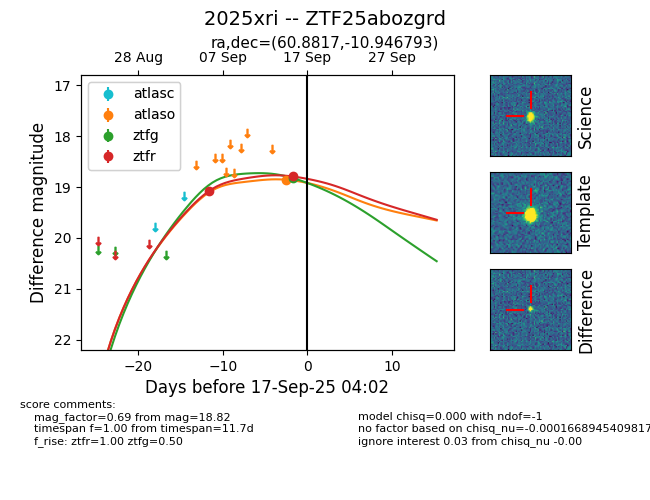 2025xri -- ZTF25abozgrd
ra,dec=(60.8817,-10.946793)
28 Aug 07 Sep 17 Sep 27 Sep
atlasc
atlaso
ztfg
ztfr
17
18
19
20
21
22
Difference magnitude
−20 −10 0 10
Days before 17-Sep-25 04:02
Science
Template
Difference
score comments:
mag_factor=0.69 from mag=18.82
timespan f=1.00 from timespan=11.7d
f_rise: ztfr=1.00 ztfg=0.50
model chisq=0.000 with ndof=-1
no factor based on chisq_nu=-0.0001668945409817
ignore interest 0.03 from chisq_nu -0.00